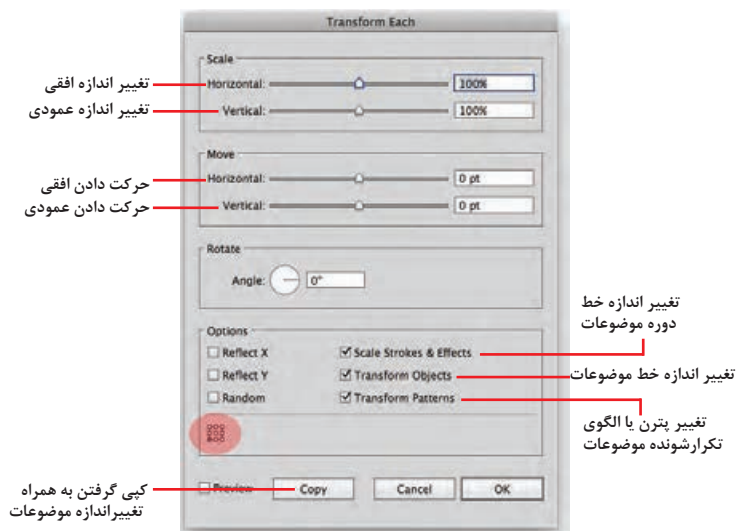 Transform Each
Scale
تغییر اندازه افقی
Horizontal:
100%
تغییر اندازه عمودی
Vertical:
100%
Move
حرکت دادن افقی
Horizontal:
0 pt
حرکت دادن عمودی
Vertical:
0 pt
Rotate
Angle:
0°
Options
Reflect X
Scale Strokes & Effects
تغییر اندازه خط
دوره موضوعات
Reflect Y
Transform Objects
تغییر اندازه خط موضوعات
Random
Transform Patterns
تغییر پترن یا الگوی
تکرارشونده موضوعات
Preview
Copy
Cancel
OK
کپی گرفتن به همراه
تغییراندازه موضوعات